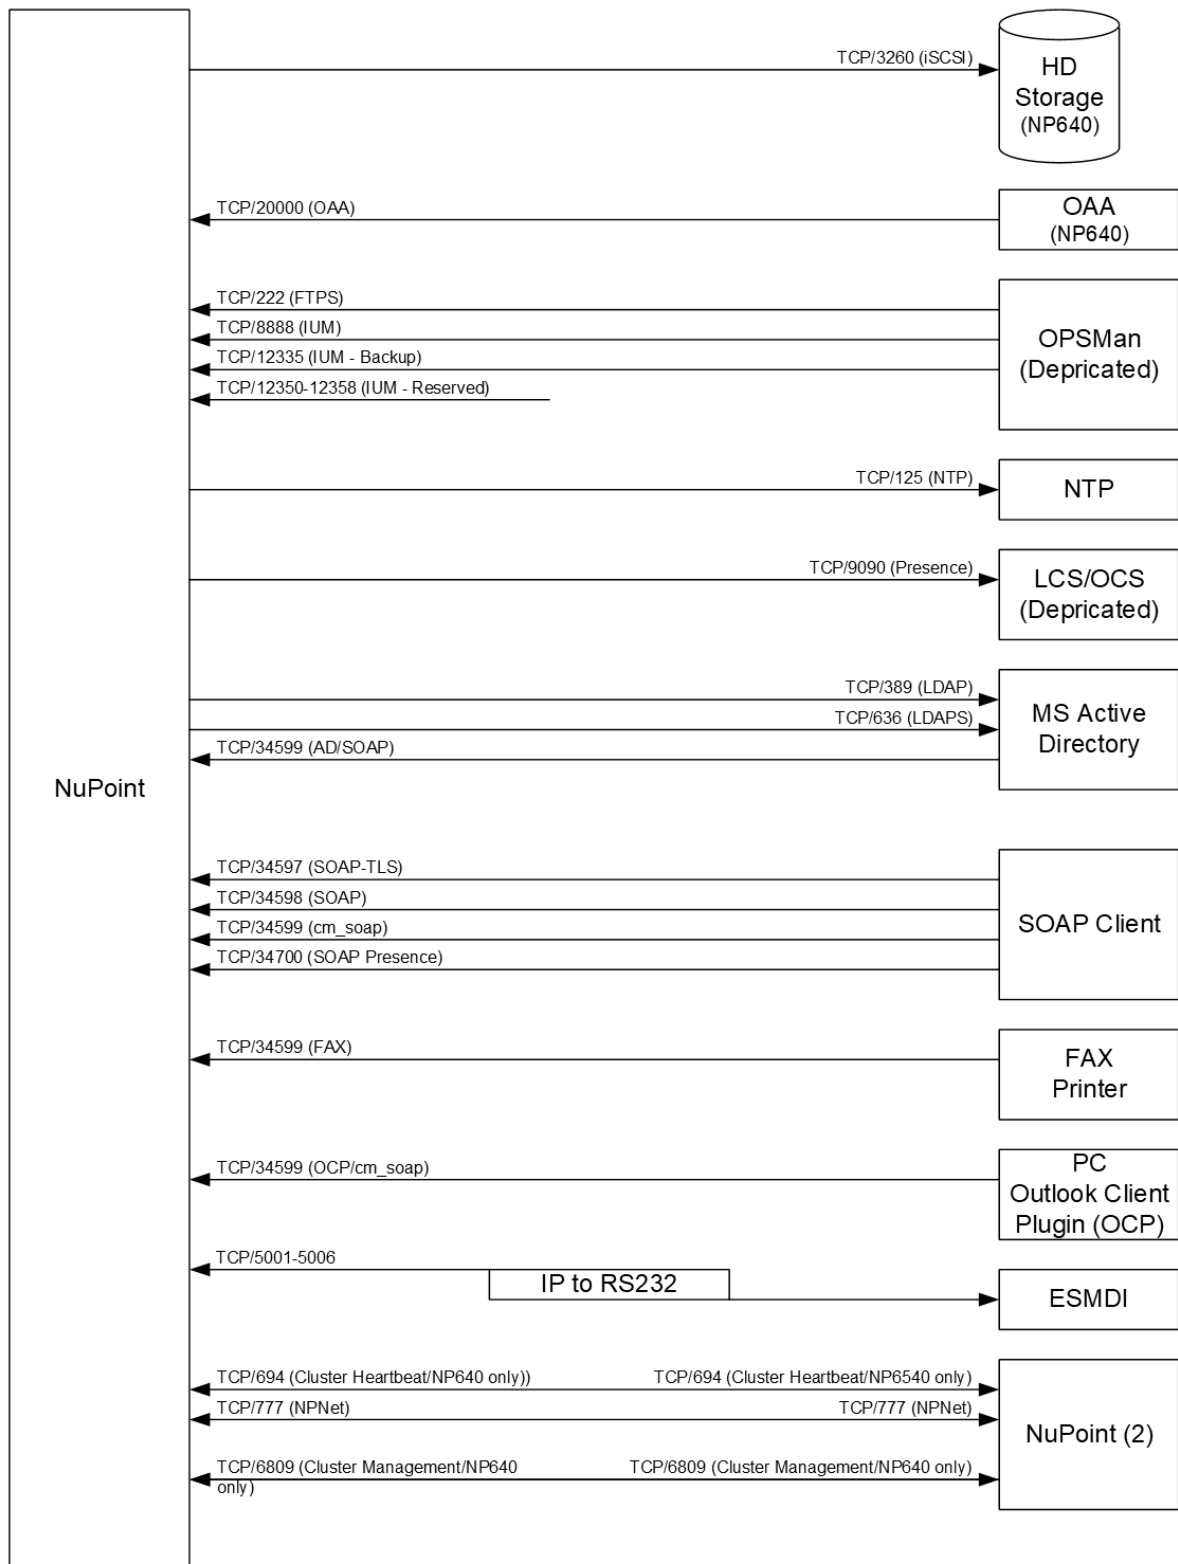 TCP/3260 (iSCSI)
HD
Storage
(NP640)
TCP/20000 (OAA)
OAA
(NP640)
TCP/222 (FTPS)
TCP/8888 (IUM)
TCP/12335 (IUM - Backup)
TCP/12350-12358 (IUM - Reserved)
OPSMan
(Depricated)
TCP/125 (NTP)
NTP
TCP/9090 (Presence)
LCS/OCS
(Depricated)
TCP/389 (LDAP)
TCP/636 (LDAPS)
TCP/34599 (AD/SOAP)
MS Active
Directory
NuPoint
TCP/34597 (SOAP-TLS)
TCP/34598 (SOAP)
TCP/34599 (cm_soap)
TCP/34700 (SOAP Presence)
SOAP Client
TCP/34599 (FAX)
FAX
Printer
TCP/34599 (OCP/cm_soap)
PC
Outlook Client
Plugin (OCP)
TCP/5001-5006
IP to RS232
ESMDI
TCP/694 (Cluster Heartbeat/NP640 only))
TCP/694 (Cluster Heartbeat/NP6540 only)
TCP/777 (NPNet)
TCP/777 (NPNet)
NuPoint (2)
TCP/6809 (Cluster Management/NP640
only)
TCP/6809 (Cluster Management/NP640 only)